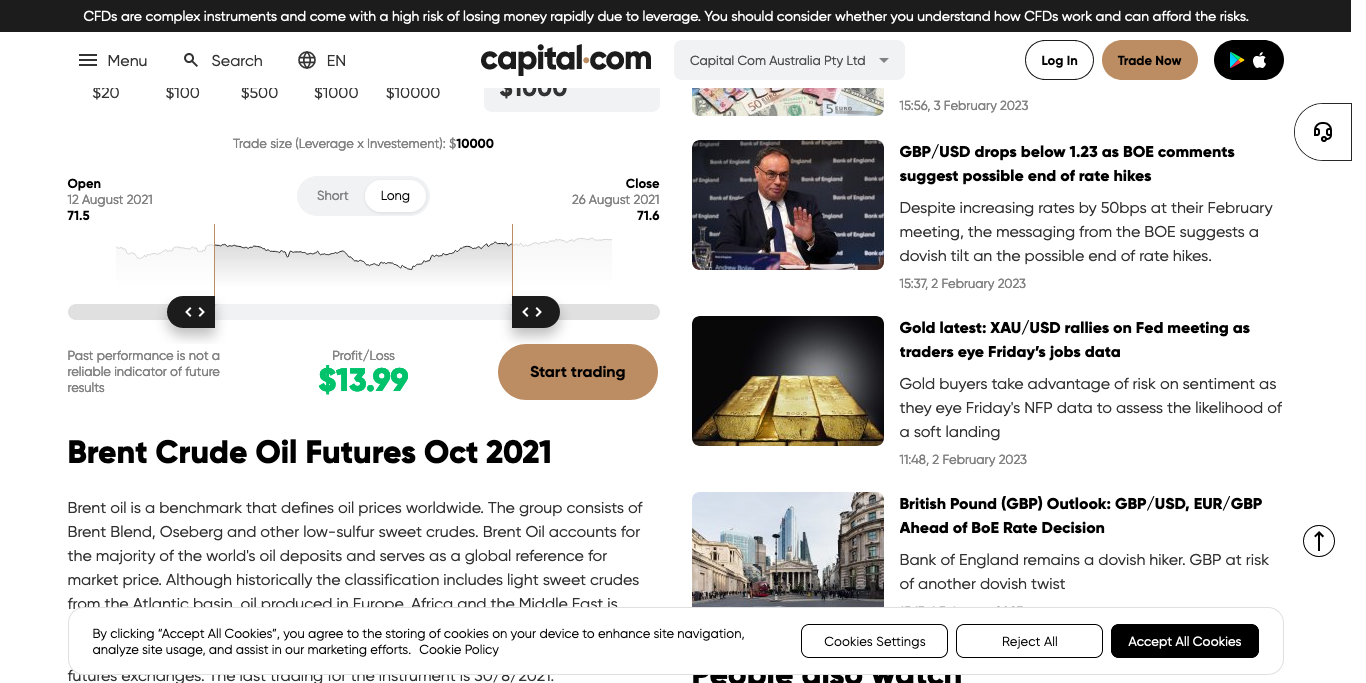 CFDs are complex instruments and come with a high risk of losing money rapidly due to leverage. You should consider whether you understand how CFDs work and can afford the risks.
Menu
Search
EN
capital.com
Capital Com Australia Pty Ltd
Log In
Trade Now
$20
$100
$500
$1000
$10000
$1000
Trade size (Leverage x Investement): $10000
Open
12 August 2021
71.5
Short
Long
Close
26 August 2021
71.6
Past performance is not a
reliable indicator of future
results
Profit/Loss
$13.99
Start trading
Brent Crude Oil Futures Oct 2021
Brent oil is a benchmark that defines oil prices worldwide. The group consists of
Brent Blend, Oseberg and other low-sulfur sweet crudes. Brent Oil accounts for
the majority of the world's oil deposits and serves as a global reference for
market price. Although historically the classification includes light sweet crudes
from the Atlantic basin, oil produced in Europe, Africa and the Middle East is
futures exchanges. The last trading for the instrument is 30/8/2021.
15:56, 3 February 2023
GBP/USD drops below 1.23 as BOE comments
suggest possible end of rate hikes
Despite increasing rates by 50bps at their February
meeting, the messaging from the BOE suggests a
dovish tilt an the possible end of rate hikes.
15:37, 2 February 2023
Gold latest: XAU/USD rallies on Fed meeting as
traders eye Friday's jobs data
Gold buyers take advantage of risk on sentiment as
they eye Friday's NFP data to assess the likelihood of
a soft landing
11:48, 2 February 2023
British Pound (GBP) Outlook: GBP/USD, EUR/GBP
Ahead of BoE Rate Decision
Bank of England remains a dovish hiker. GBP at risk
of another dovish twist
People also watch
By clicking “Accept All Cookies”, you agree to the storing of cookies on your device to enhance site navigation,
analyze site usage, and assist in our marketing efforts. Cookie Policy
Cookies Settings
Reject All
Accept All Cookies